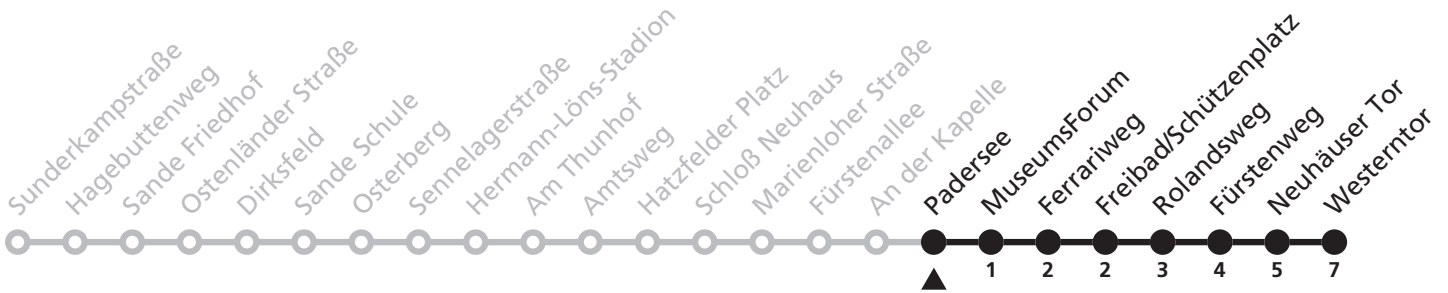 Sunderkampstraße
Hagebuttenweg
Sande Friedhof
Ostenländer Straße
Dirksfeld
Sande Schule
Osterberg
Sennelagerstraße
Hermann-Löns-Stadion
Am Thunhof
Amtsweg
Hatzfelder Platz
Schloß Neuhaus
Marienloher Straße
Fürstenallee
An der Kapelle
Padersee
MuseumsForum
Ferrariweg
Freibad/Schützenplatz
Rolandsweg
Fürstenweg
Neuhäuser Tor
Westerntor
1 2 2 3 4 5 7